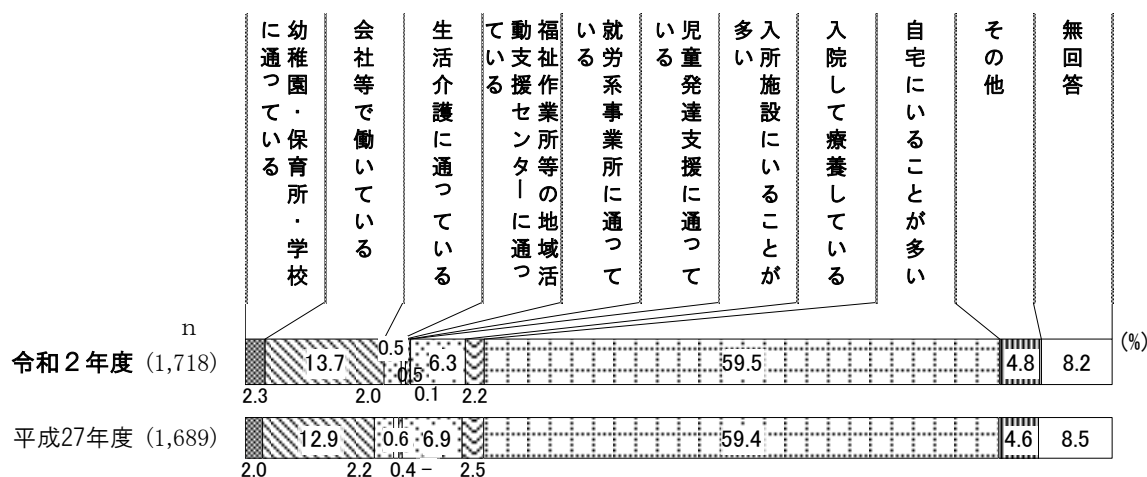 幼稚園・保育所・学校
に通っている
会社等で働いている
生活介護に通っている
福祉作業所等の地域活
動支援センターに通っ
ている
就労系事業所に通って
いる
児童発達支援に通って
いる
入所施設にいることが
多い
入院して療養している
自宅にいることが多い
その他
無回答
n
(%)
令和2年度 (1,718)
13.7
0.5
0.5
6.3
59.5
4.8
8.2
2.3
2.0
0.1
2.2
平成27年度 (1,689)
12.9
0.6
6.9
59.4
4.6
8.5
2.0
2.2
0.4
-
2.5